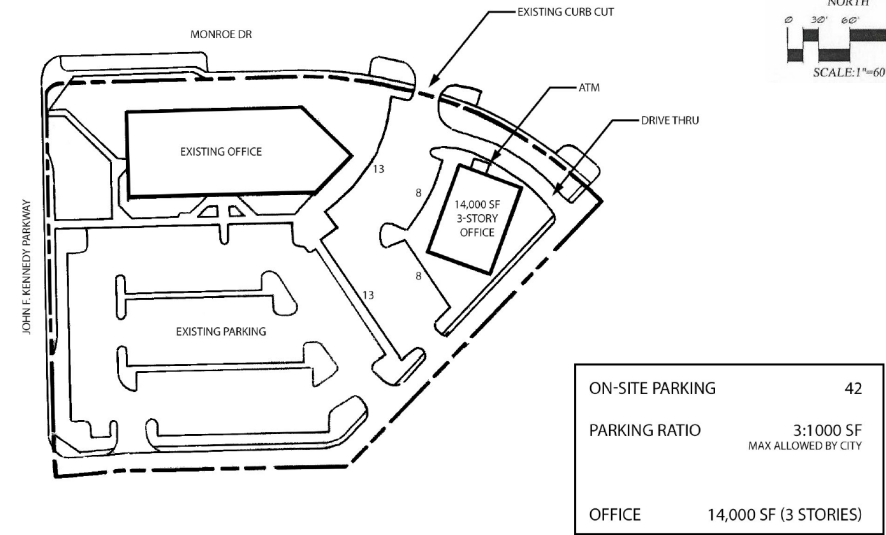 NORTH
0 30' 60'
SCALE:1"=60
EXISTING CURB CUT
MONROE DR
ATM
DRIVE THRU
EXISTING OFFICE
13
8
14,000 SF
3-STORY
OFFICE
JOHN F. KENNEDY PARKWAY
8
13
EXISTING PARKING
ON-SITE PARKING 42
PARKING RATIO 3:1000 SF
MAX ALLOWED BY CITY
OFFICE 14,000 SF (3 STORIES)